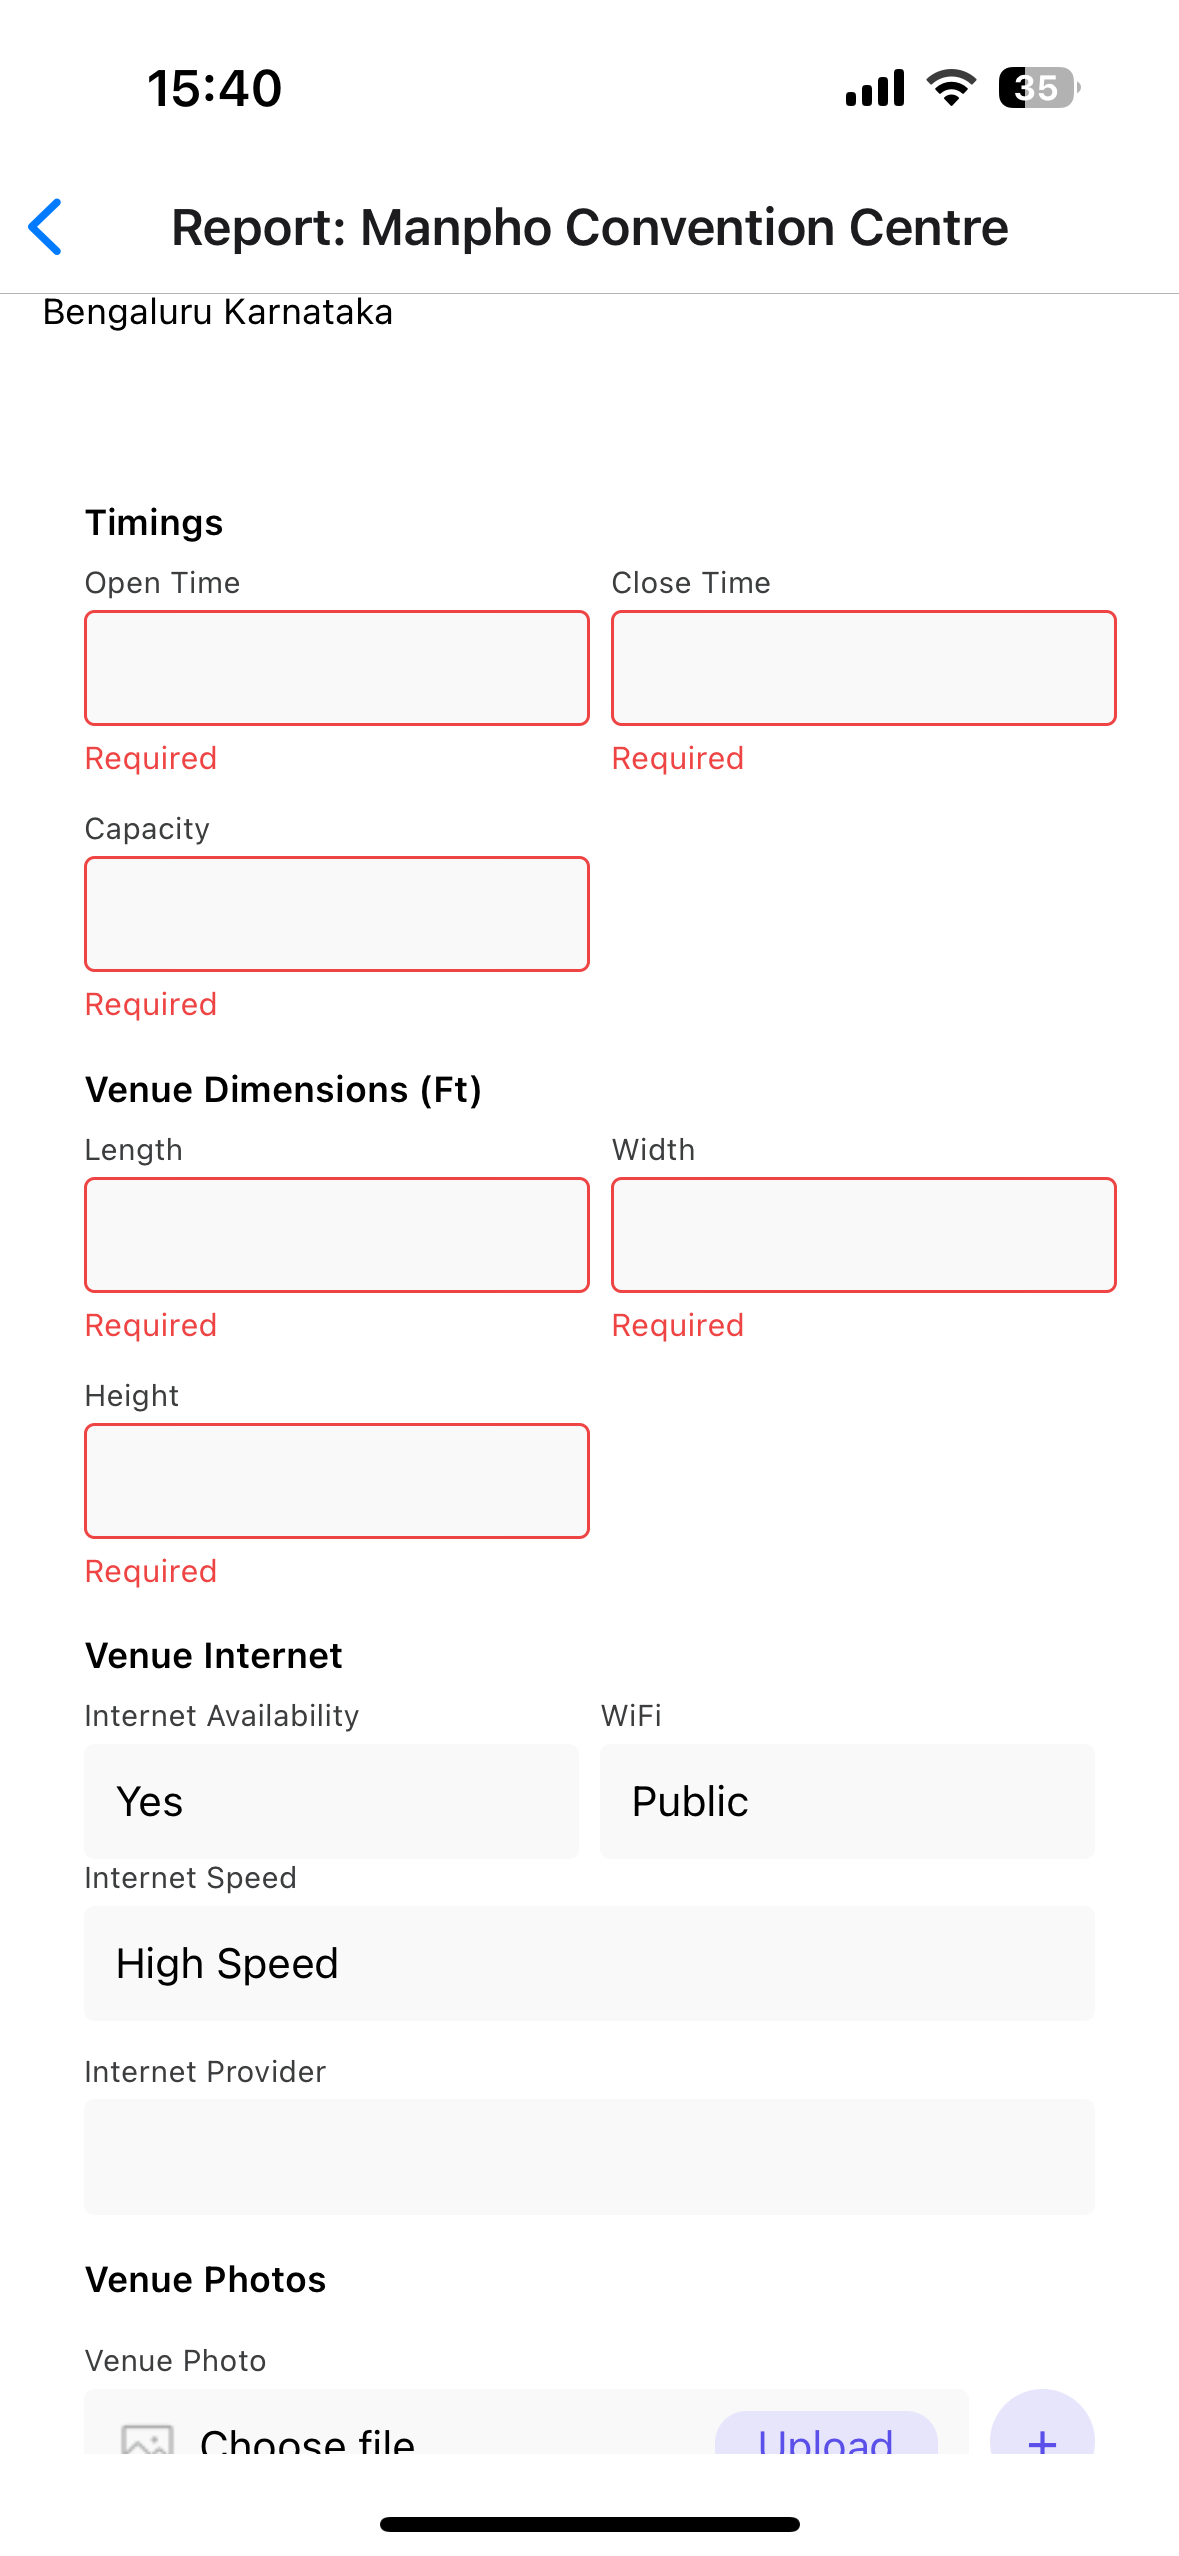 15:40
35
Report: Manpho Convention Centre
Bengaluru Karnataka
Timings
Open Time Close Time
Required Required
Capacity
Required
Venue Dimensions (Ft)
Length Width
Required Required
Height
Required
Venue Internet
Internet Availability WiFi
Yes Public
Internet Speed
High Speed
Internet Provider
Venue Photos
Venue Photo
Choose file Upload +